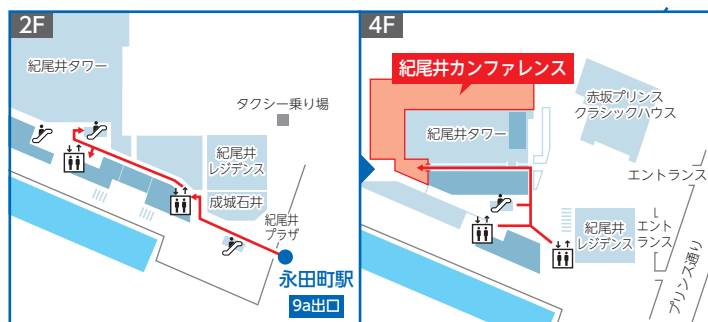 2F
紀尾井タワー
タクシー乗り場
紀尾井
レジデンス
成城石井
紀尾井
プラザ
永田町駅
9a出口
4F
紀尾井カンファレンス
赤坂プリンス
クラシックハウス
紀尾井タワー
エントランス
紀尾井
レジデンス
エント
ランス
プリンス通り